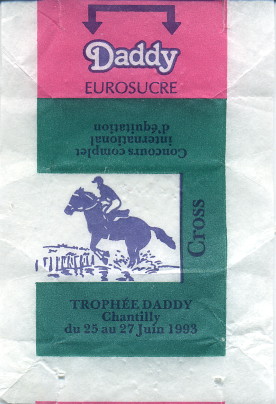 Daddy
EUROSUCRE
Concours complet
international
d'équitation
Cross
TROPHÉE DADDY
Chantilly
du 25 au 27 Juin 1993